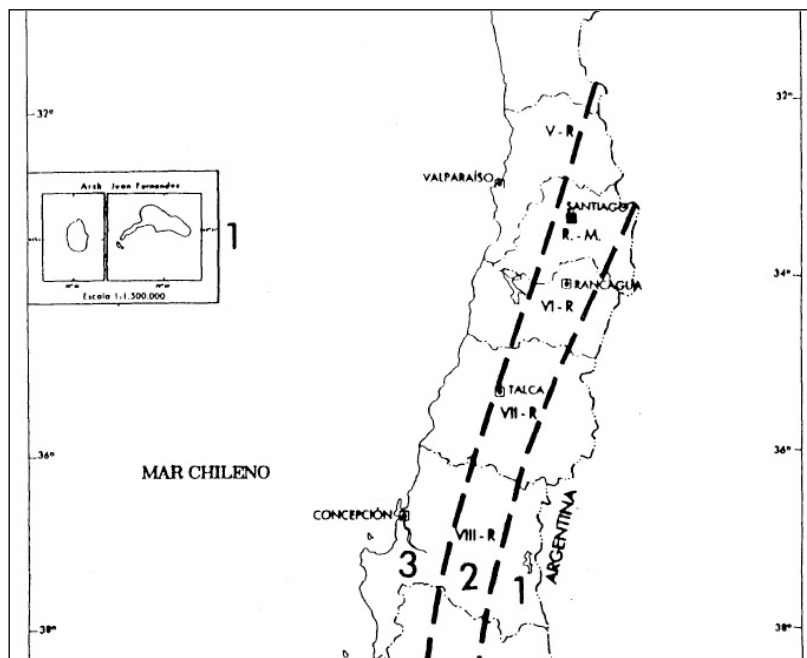 32°
32°
V - R
VALPARAÍSO
Arch Juan Fernandez
1
SANTIAGO
R. - M.
Escala 1:1.500.000
34°
RANCAGUA
VI - R
TALCA
VII - R
36°
36°
MAR CHILENO
CONCEPCIÓN
VIII - R
ARGENTINA
3
2
1
38°
38°